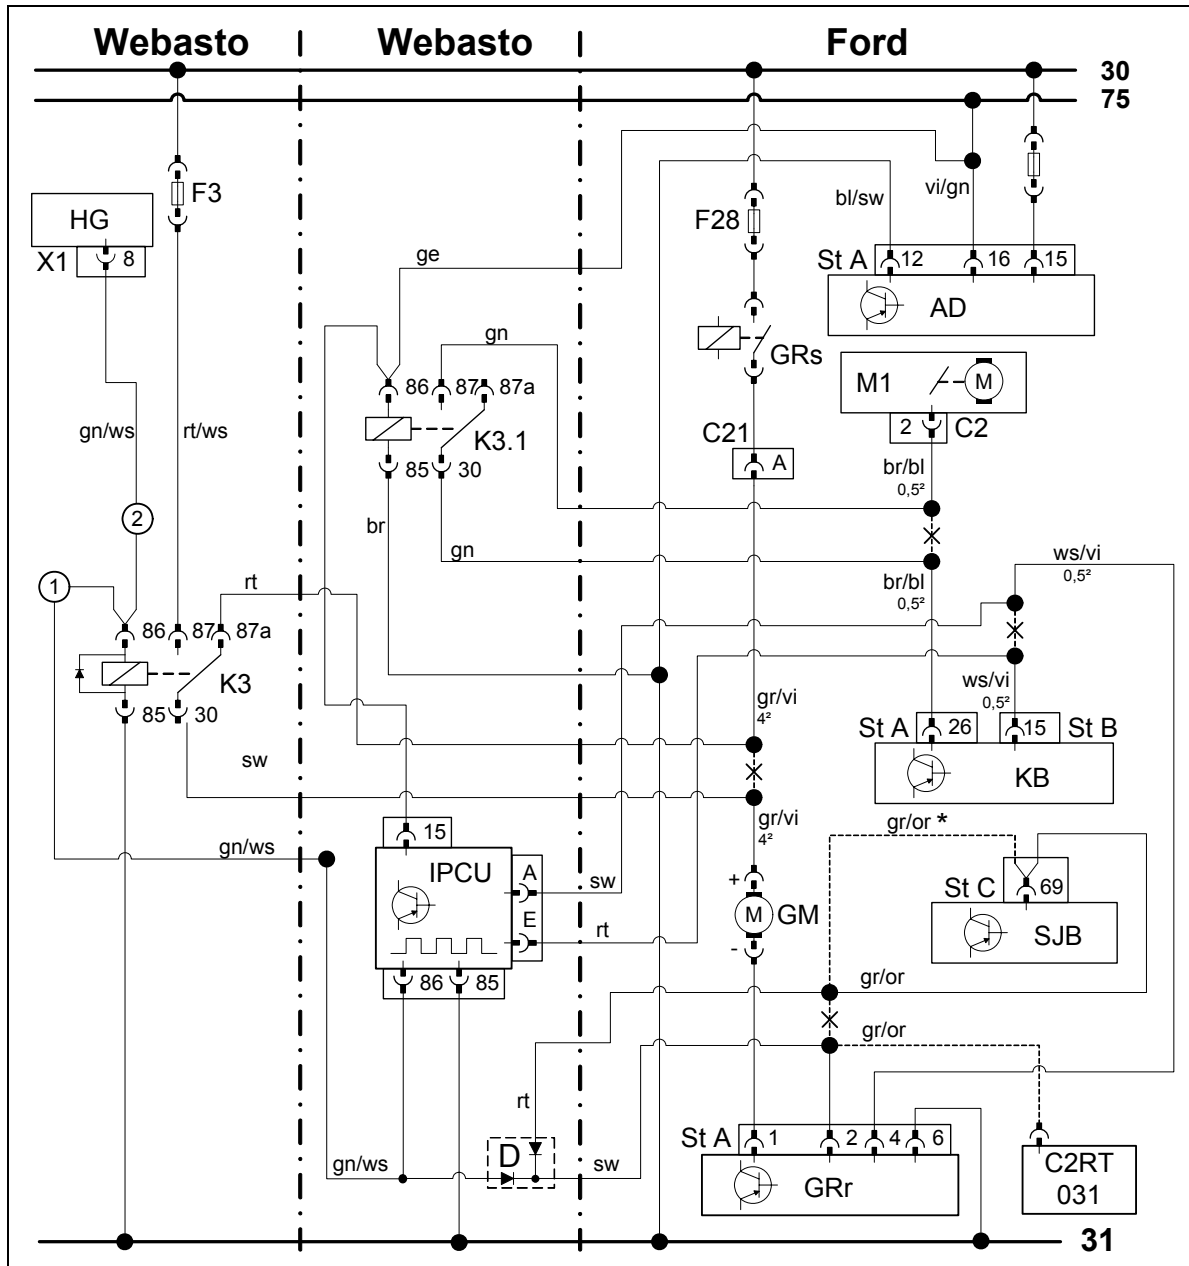 Webasto Webasto Ford
30
75
F3
HG
X1 8
bl/sw
vi/gn
F28
St A 12 16 15
AD
ge
gn
GRs
86 87 87a
K3.1
85 30
M1 M
2 C2
C21
A
gn/ws
rt/ws
br/bl
0,5²
2
br
gn
ws/vi
0,5²
br/bl
0,5²
1
rt
86 87 87a
K3
85 30
gr/vi
4²
ws/vi
0,5²
St A 26 15 St B
KB
sw
gr/vi
4²
gr/or *
15
gn/ws
IPCU
A
sw
E
rt
86 85
+
M GM
-
St C 69
SJB
gr/or
gr/or
rt
D
gn/ws
sw
St A 1 2 4 6
GRr
C2RT
031
31